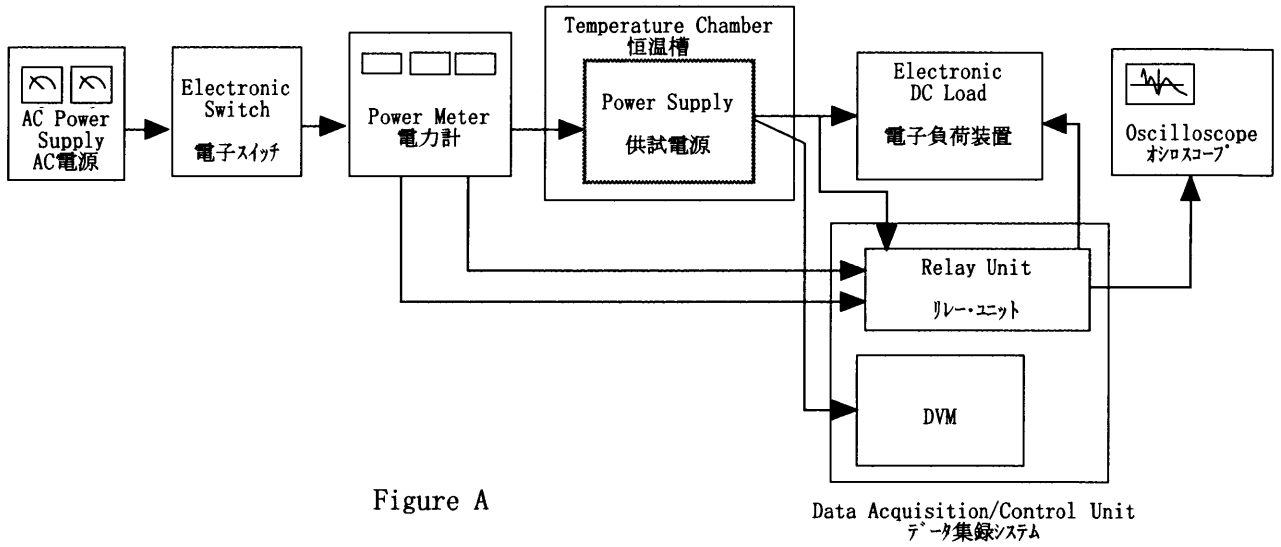 AC Power
Supply
AC電源
Electronic
Switch
電子スイッチ
Power Meter
電力計
Temperature Chamber
恒温槽
Power Supply
供試電源
Electronic
DC Load
電子負荷装置
Oscilloscope
オシロスコープ
Relay Unit
リレー・ユニット
DVM
Figure A
Data Acquisition/Control Unit
データ集録システム